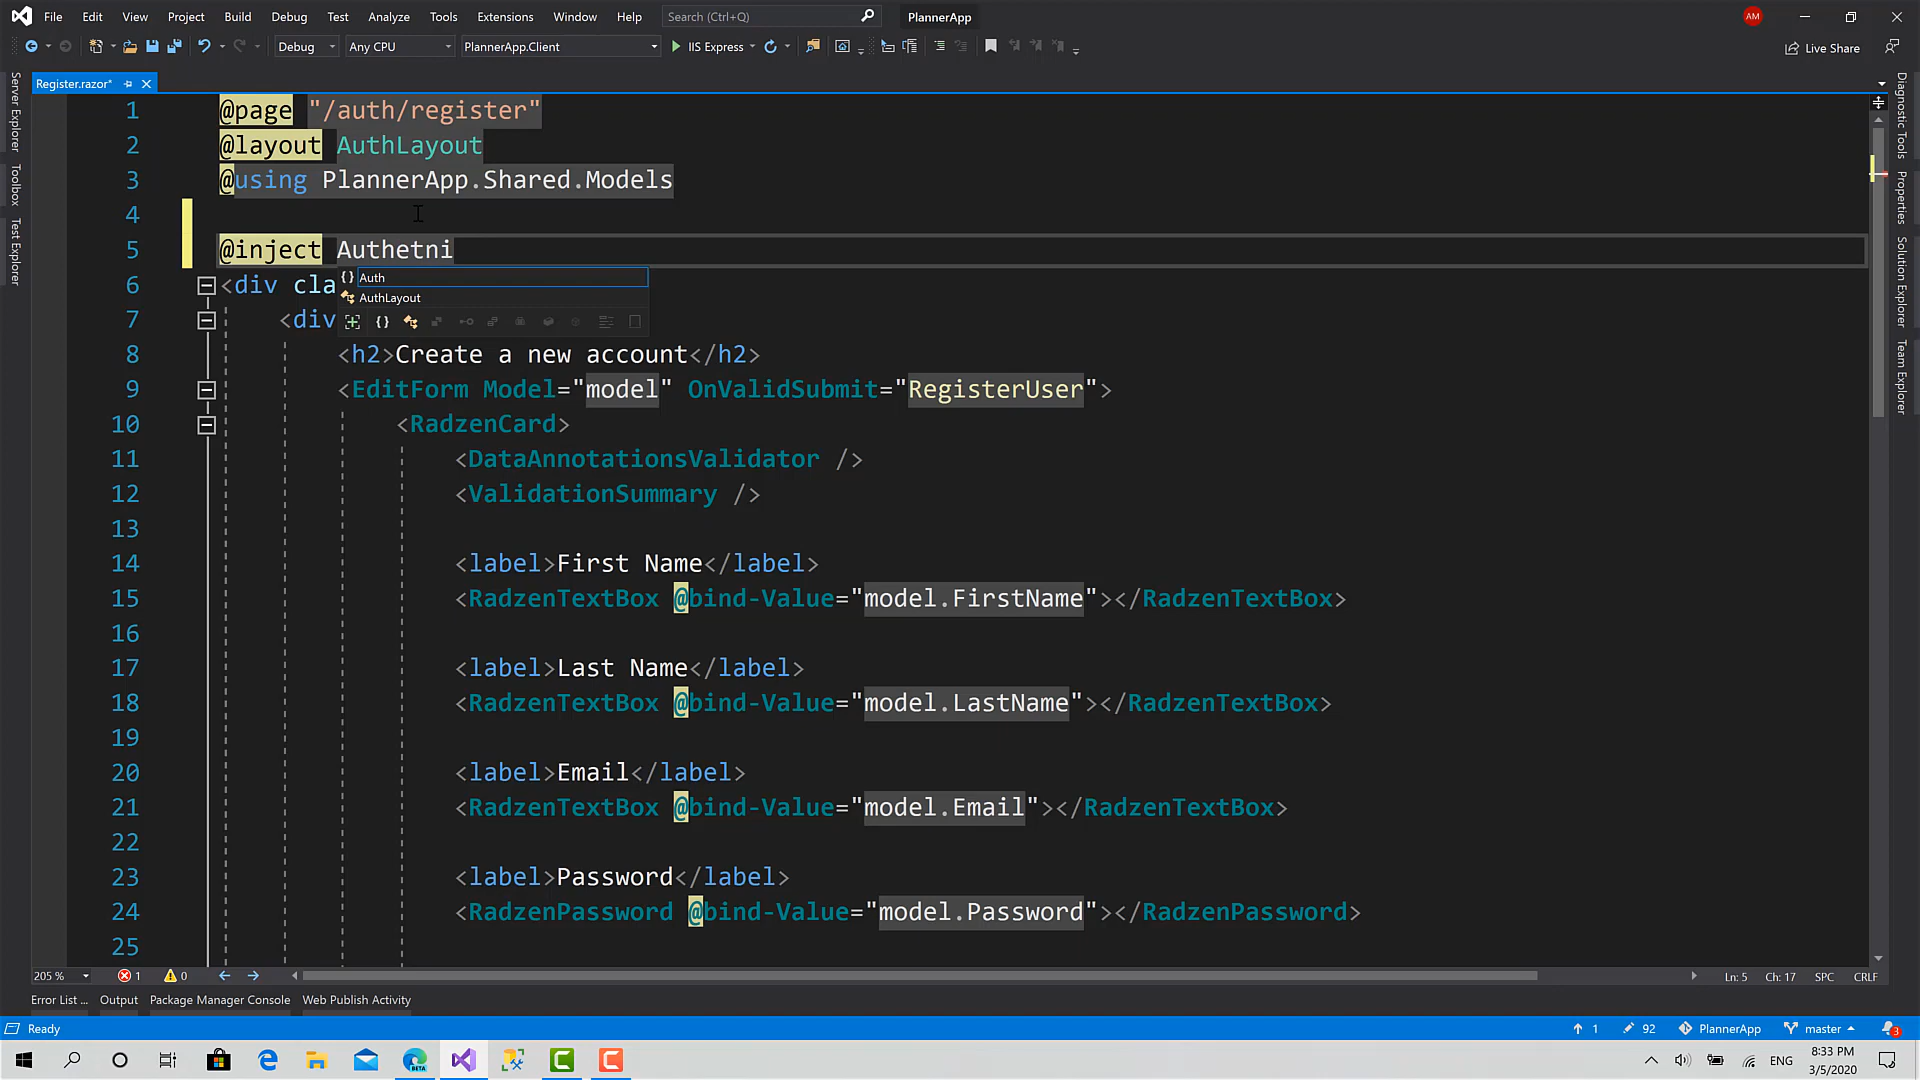 File Edit View Project Build Debug Test Analyze Tools Extensions Window Help Search (Ctrl+Q) PlannerApp AM
Debug Any CPU PlannerApp.Client IIS Express Live Share
Register.razor*
Server Explorer
Toolbox
Test Explorer
Diagnostic Tools
Properties
Solution Explorer
Team Explorer
1 @page "/auth/register"
2 @layout AuthLayout
3 @using PlannerApp.Shared.Models
4
5 @inject Authetni
{} Auth
AuthLayout
{}
6 <div cla
7 <div
8 <h2>Create a new account</h2>
9 <EditForm Model="model" OnValidSubmit="RegisterUser">
10 <RadzenCard>
11 <DataAnnotationsValidator />
12 <ValidationSummary />
13
14 <label>First Name</label>
15 <RadzenTextBox @bind-Value="model.FirstName"></RadzenTextBox>
16
17 <label>Last Name</label>
18 <RadzenTextBox @bind-Value="model.LastName"></RadzenTextBox>
19
20 <label>Email</label>
21 <RadzenTextBox @bind-Value="model.Email"></RadzenTextBox>
22
23 <label>Password</label>
24 <RadzenPassword @bind-Value="model.Password"></RadzenPassword>
25
205 % 1 0 Ln: 5 Ch: 17 SPC CRLF
Error List ... Output Package Manager Console Web Publish Activity
Ready 1 92 PlannerApp master 3
BETA ENG 8:33 PM
3/5/2020